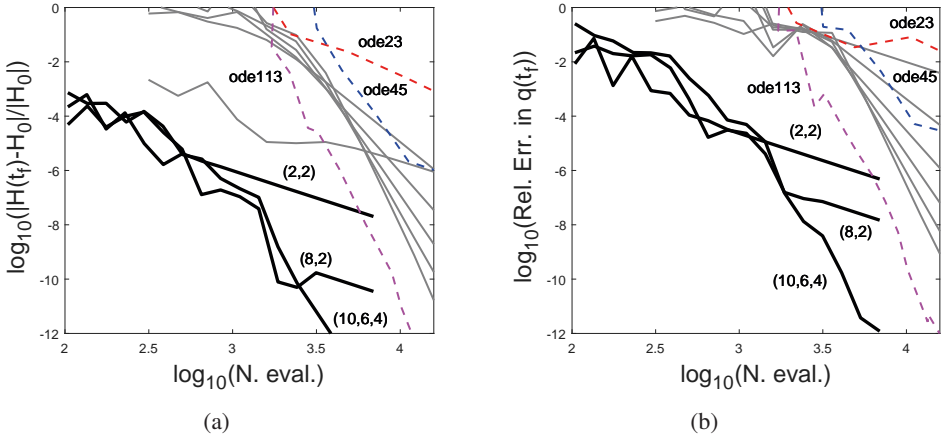 log10(|H(tf)-H0|/|H0|)
0
-2
-4
-6
-8
-10
-12
ode23
ode113
ode45
(2,2)
(8,2)
(10,6,4)
2
2.5
3
3.5
4
log10(N. eval.)
(a)
log10(Rel. Err. in q(tf))
0
-2
-4
-6
-8
-10
-12
ode23
ode45
ode113
(2,2)
(8,2)
(10,6,4)
2
2.5
3
3.5
4
log10(N. eval.)
(b)